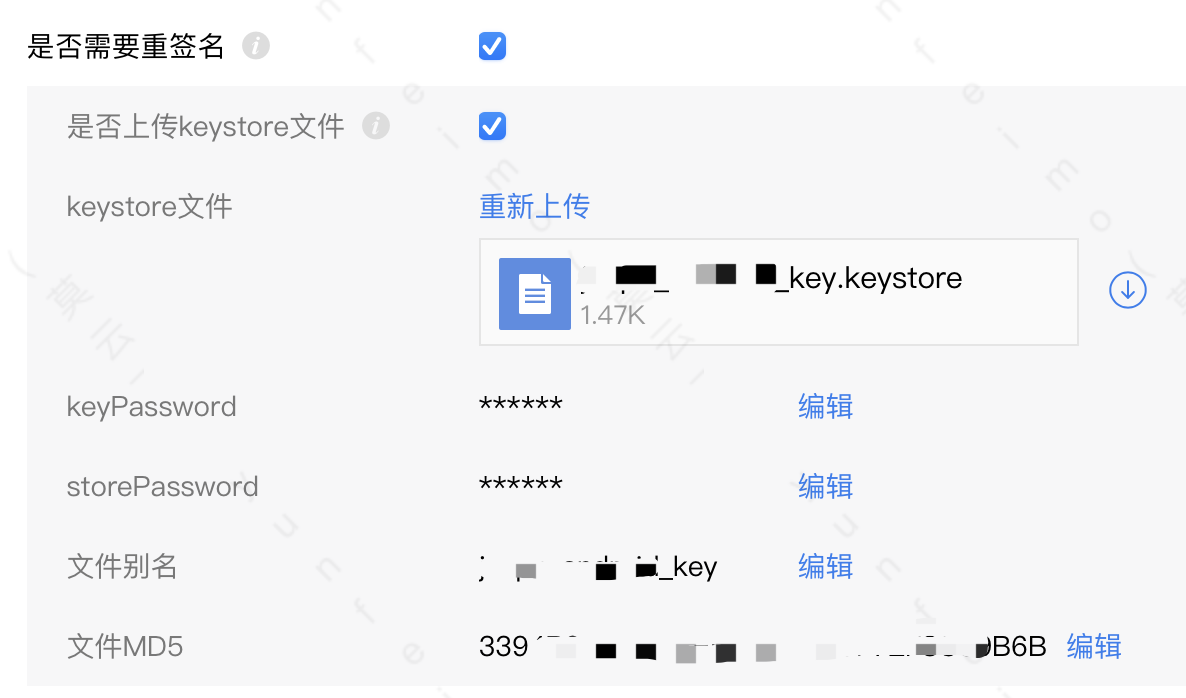 是否需要重签名
是否上传keystore文件
keystore文件 重新上传
_key.keystore
1.47K
keyPassword ****** 编辑
storePassword ****** 编辑
文件别名 _key 编辑
文件MD5 339 B6B 编辑